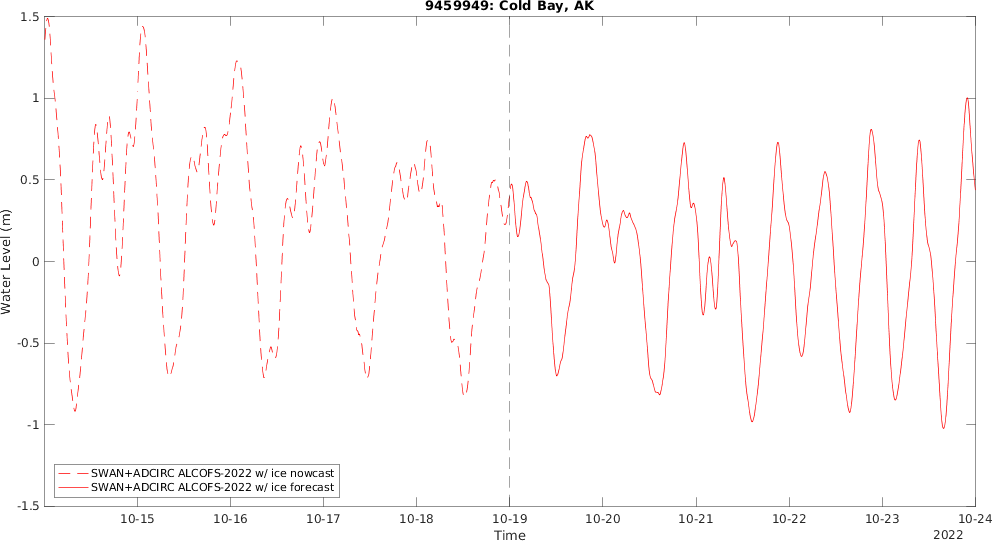 9459949: Cold Bay, AK
1.5
1
0.5
0
-0.5
-1
-1.5
Water Level (m)
SWAN+ADCIRC ALCOFS-2022 w/ ice nowcast
SWAN+ADCIRC ALCOFS-2022 w/ ice forecast
10-15 10-16 10-17 10-18 10-19 10-20 10-21 10-22 10-23 10-24
Time
2022